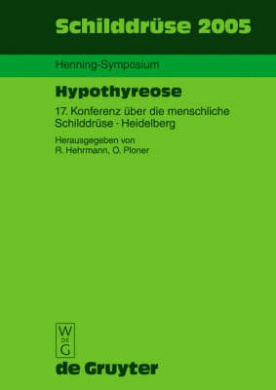 Schilddrüse 2005
Henning-Symposium
Hypothyreose
17. Konferenz über die menschliche
Schilddrüse · Heidelberg
Herausgegeben von
R. Hehrmann, O. Ploner
W
DE
G
de Gruyter